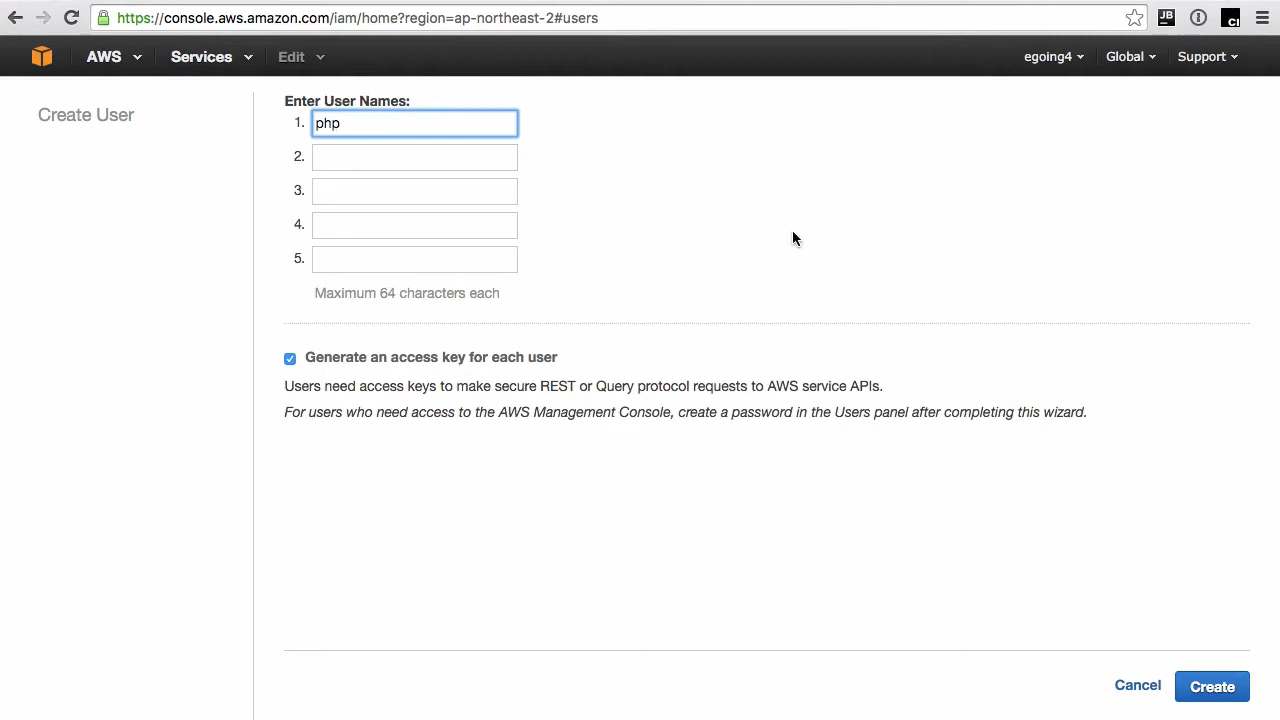 https://console.aws.amazon.com/iam/home?region=ap-northeast-2#users
JB
cl
AWS Services Edit egoing4 Global Support
Create User
Enter User Names:
1. php
2.
3.
4.
5.
Maximum 64 characters each
Generate an access key for each user
Users need access keys to make secure REST or Query protocol requests to AWS service APIs.
For users who need access to the AWS Management Console, create a password in the Users panel after completing this wizard.
Cancel Create